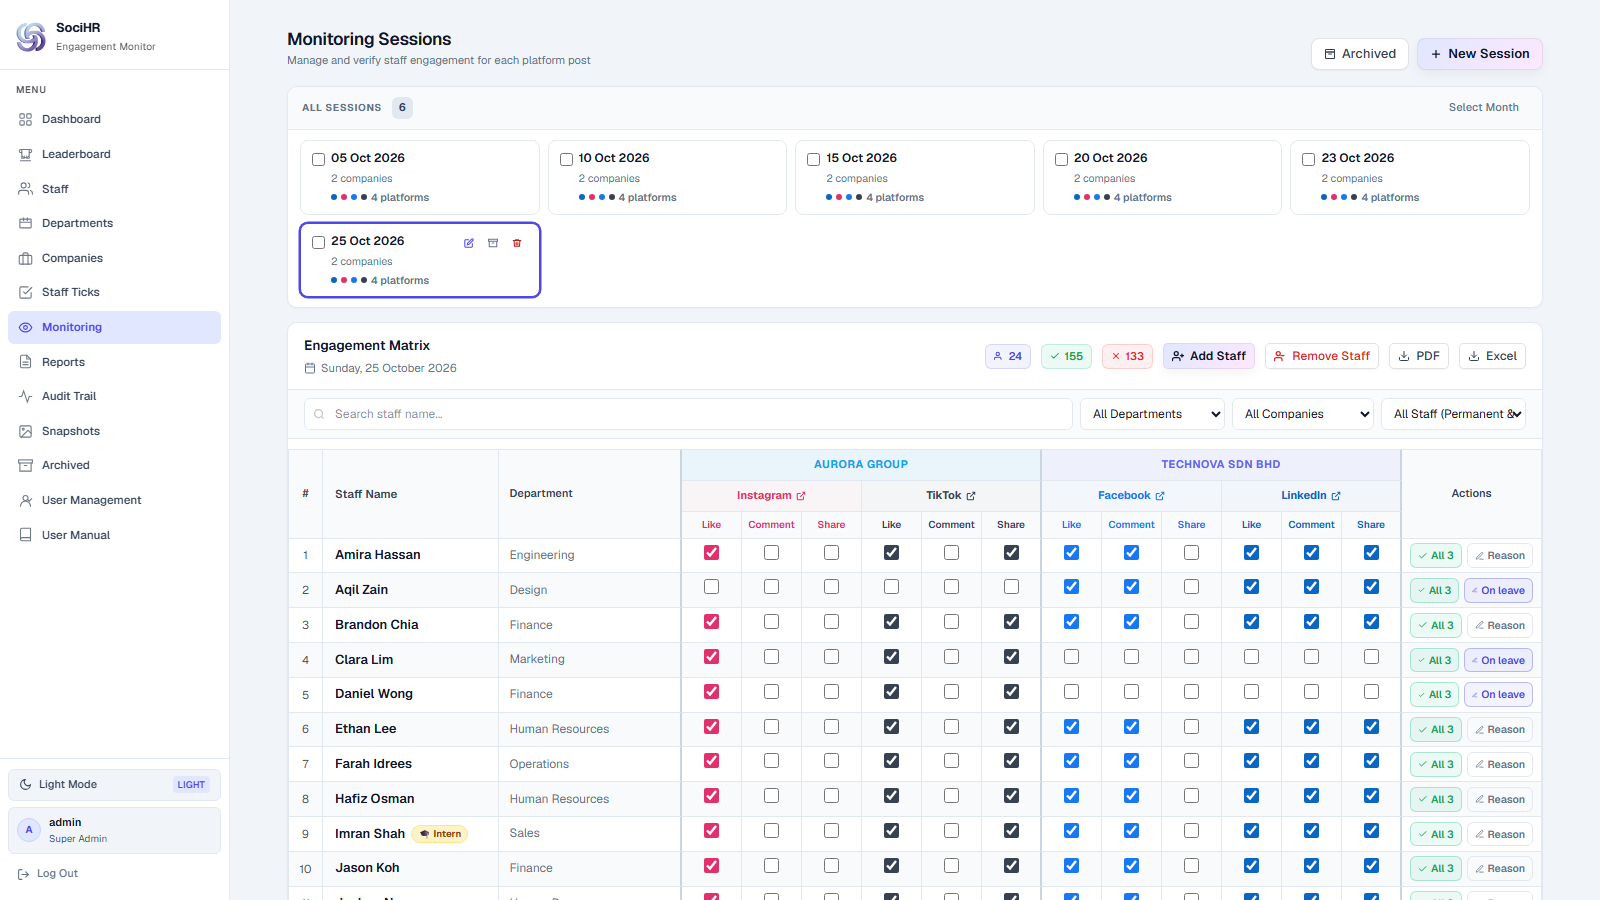 SociHR
Engagement Monitor
MENU
Dashboard
Leaderboard
Staff
Departments
Companies
Staff Ticks
Monitoring
Reports
Audit Trail
Snapshots
Archived
User Management
User Manual
Light Mode LIGHT
A admin
Super Admin
Log Out
Monitoring Sessions
Manage and verify staff engagement for each platform post
Archived
+ New Session
ALL SESSIONS 6
Select Month
05 Oct 2026
2 companies
4 platforms
10 Oct 2026
2 companies
4 platforms
15 Oct 2026
2 companies
4 platforms
20 Oct 2026
2 companies
4 platforms
23 Oct 2026
2 companies
4 platforms
25 Oct 2026
2 companies
4 platforms
Engagement Matrix
Sunday, 25 October 2026
24 155 133 Add Staff Remove Staff PDF Excel
Search staff name... All Departments All Companies All Staff (Permanent &
# Staff Name Department AURORA GROUP TECHNOVA SDN BHD Actions
Instagram TikTok Facebook LinkedIn
Like Comment Share Like Comment Share Like Comment Share Like Comment Share
1 Amira Hassan Engineering All 3 Reason
2 Aqil Zain Design All 3 On leave
3 Brandon Chia Finance All 3 Reason
4 Clara Lim Marketing All 3 On leave
5 Daniel Wong Finance All 3 On leave
6 Ethan Lee Human Resources All 3 Reason
7 Farah Idrees Operations All 3 Reason
8 Hafiz Osman Human Resources All 3 Reason
9 Imran Shah Intern Sales All 3 Reason
10 Jason Koh Finance All 3 Reason